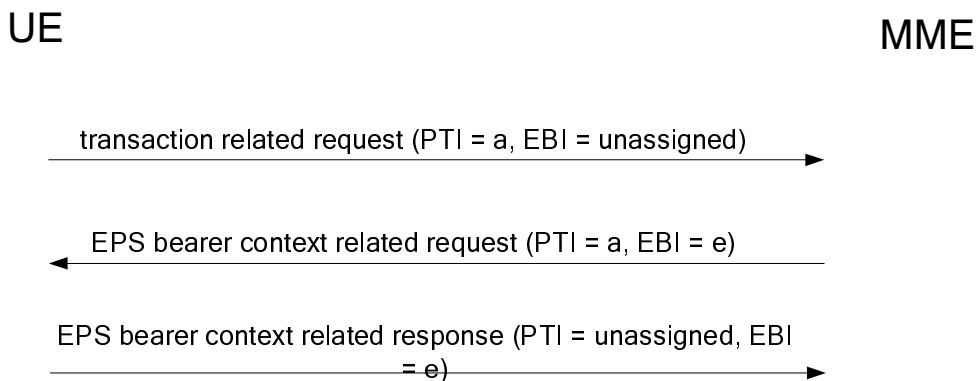 UE
MME
transaction related request (PTI = a, EBI = unassigned)
EPS bearer context related request (PTI = a, EBI = e)
EPS bearer context related response (PTI = unassigned, EBI
= e)